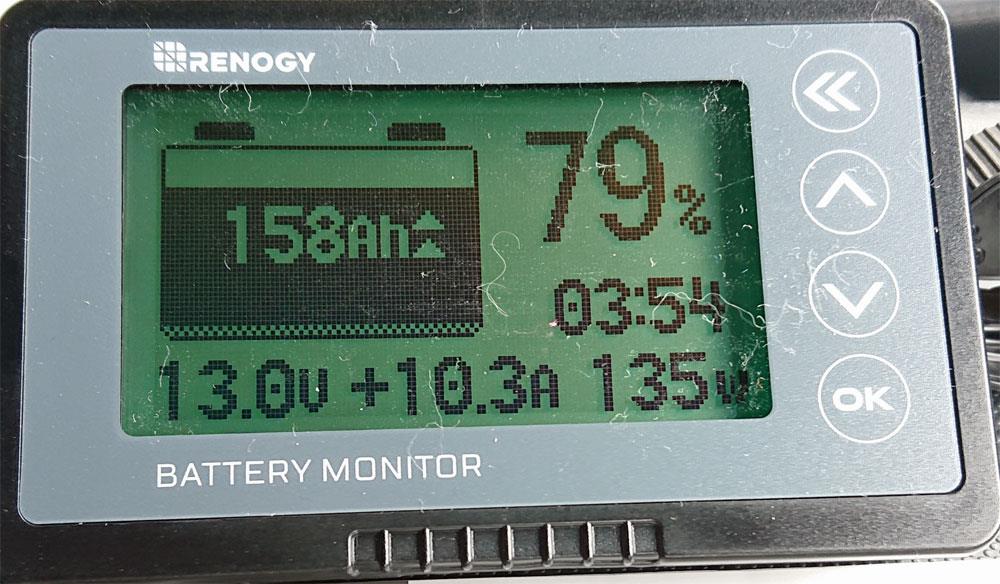 RENOGY
79%
158Ah
03:54
13.0V +10.3A 135W
OK
BATTERY MONITOR